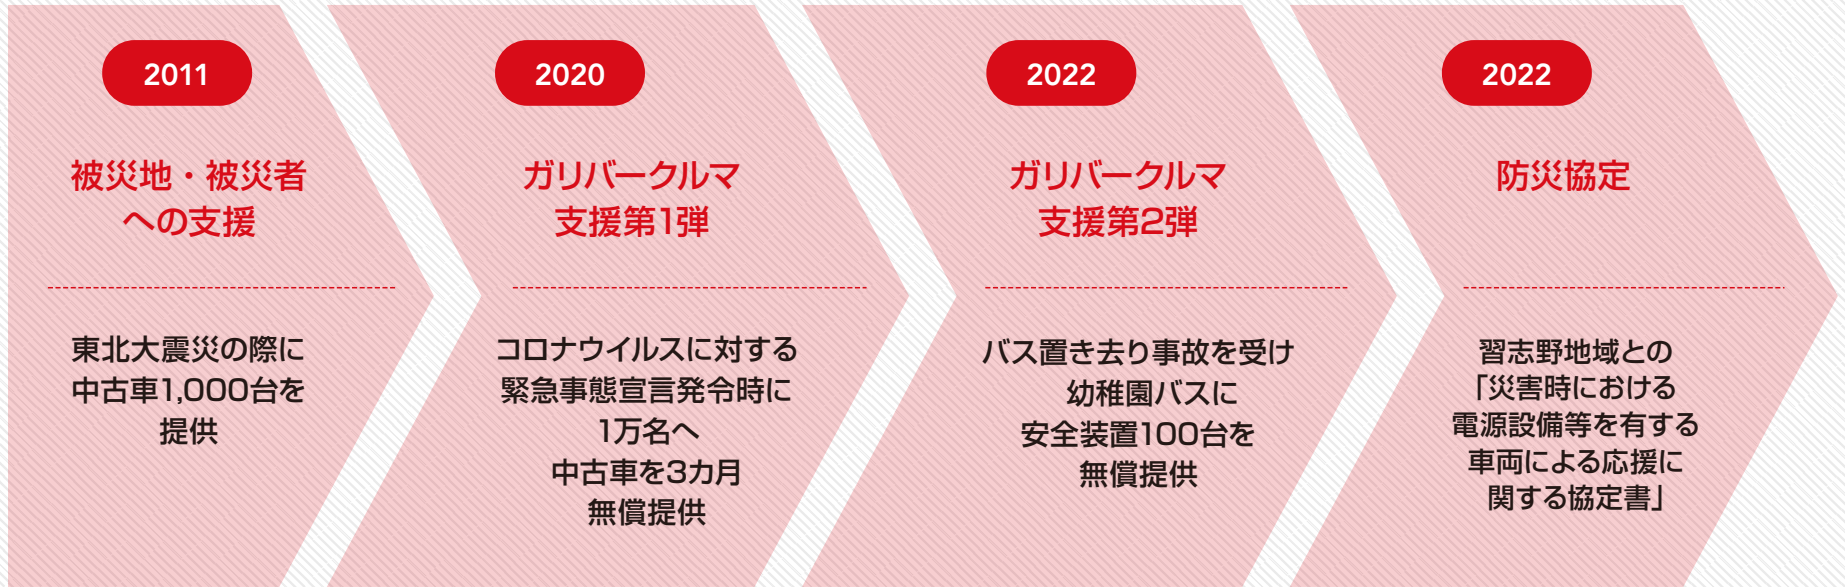 2011
被災地・被災者
への支援
東北大震災の際に
中古車1,000台を
提供
2020
ガリバークルマ
支援第1弾
コロナウイルスに対する
緊急事態宣言発令時に
1万名へ
中古車を3カ月
無償提供
2022
ガリバークルマ
支援第2弾
バス置き去り事故を受け
幼稚園バスに
安全装置100台を
無償提供
2022
防災協定
習志野地域との
「災害時における
電源設備等を有する
車両による応援に
関する協定書」